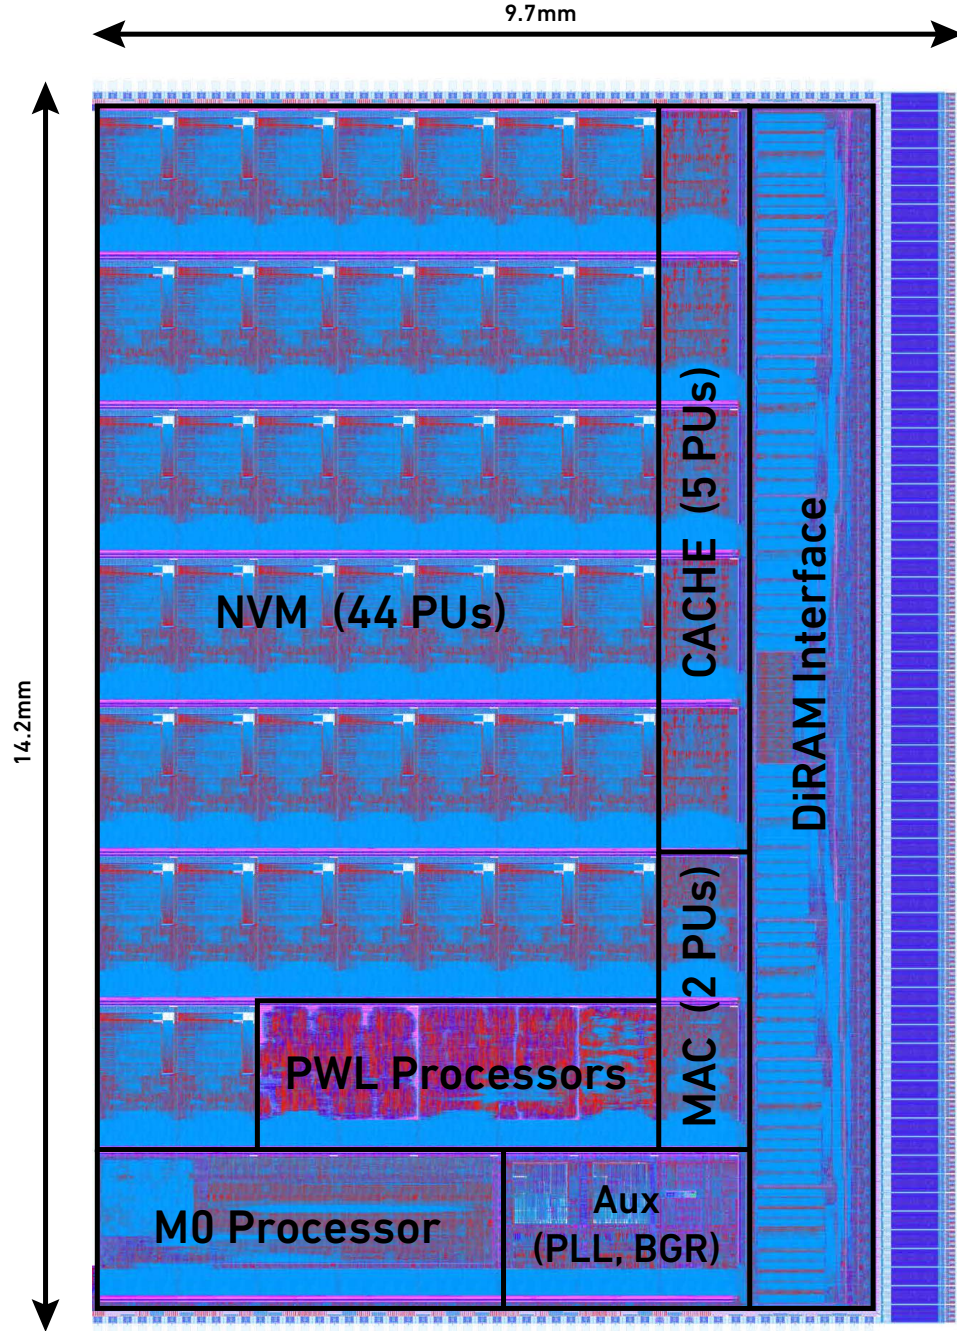 9.7mm
14.2mm
NVM (44 PUs)
CACHE (5 PUs)
DiRAM Interface
MAC (2 PUs)
PWL Processors
M0 Processor
Aux
(PLL, BGR)